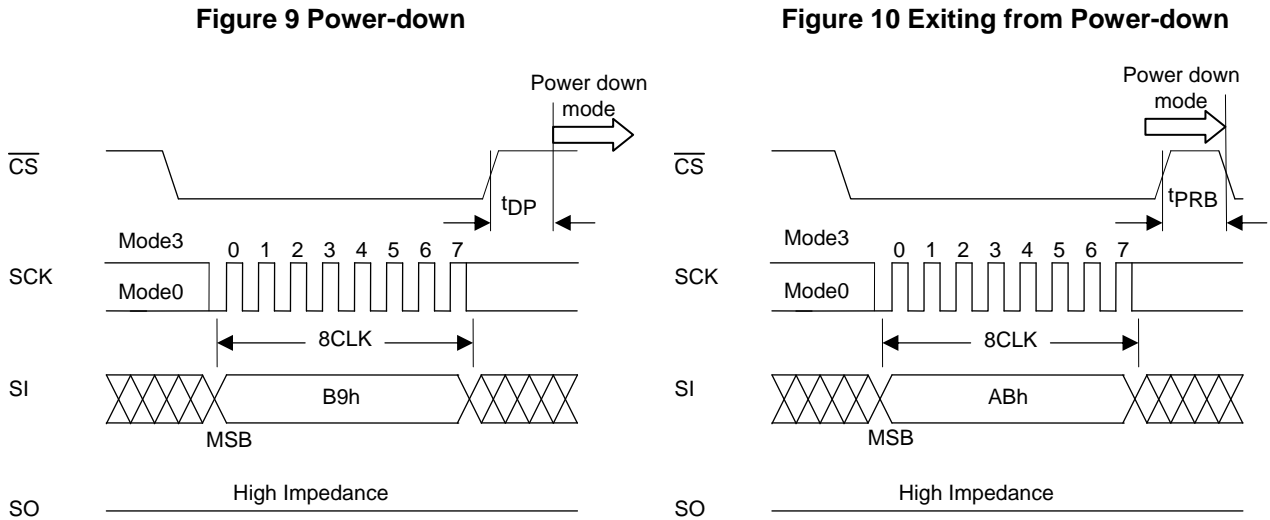 Figure 9 Power-down
Power down
mode
CS
tDP
Mode3
0 1 2 3 4 5 6 7
SCK
Mode0
8CLK
SI
B9h
MSB
High Impedance
SO
Figure 10 Exiting from Power-down
Power down
mode
CS
tPRB
Mode3
0 1 2 3 4 5 6 7
SCK
Mode0
8CLK
SI
ABh
MSB
High Impedance
SO